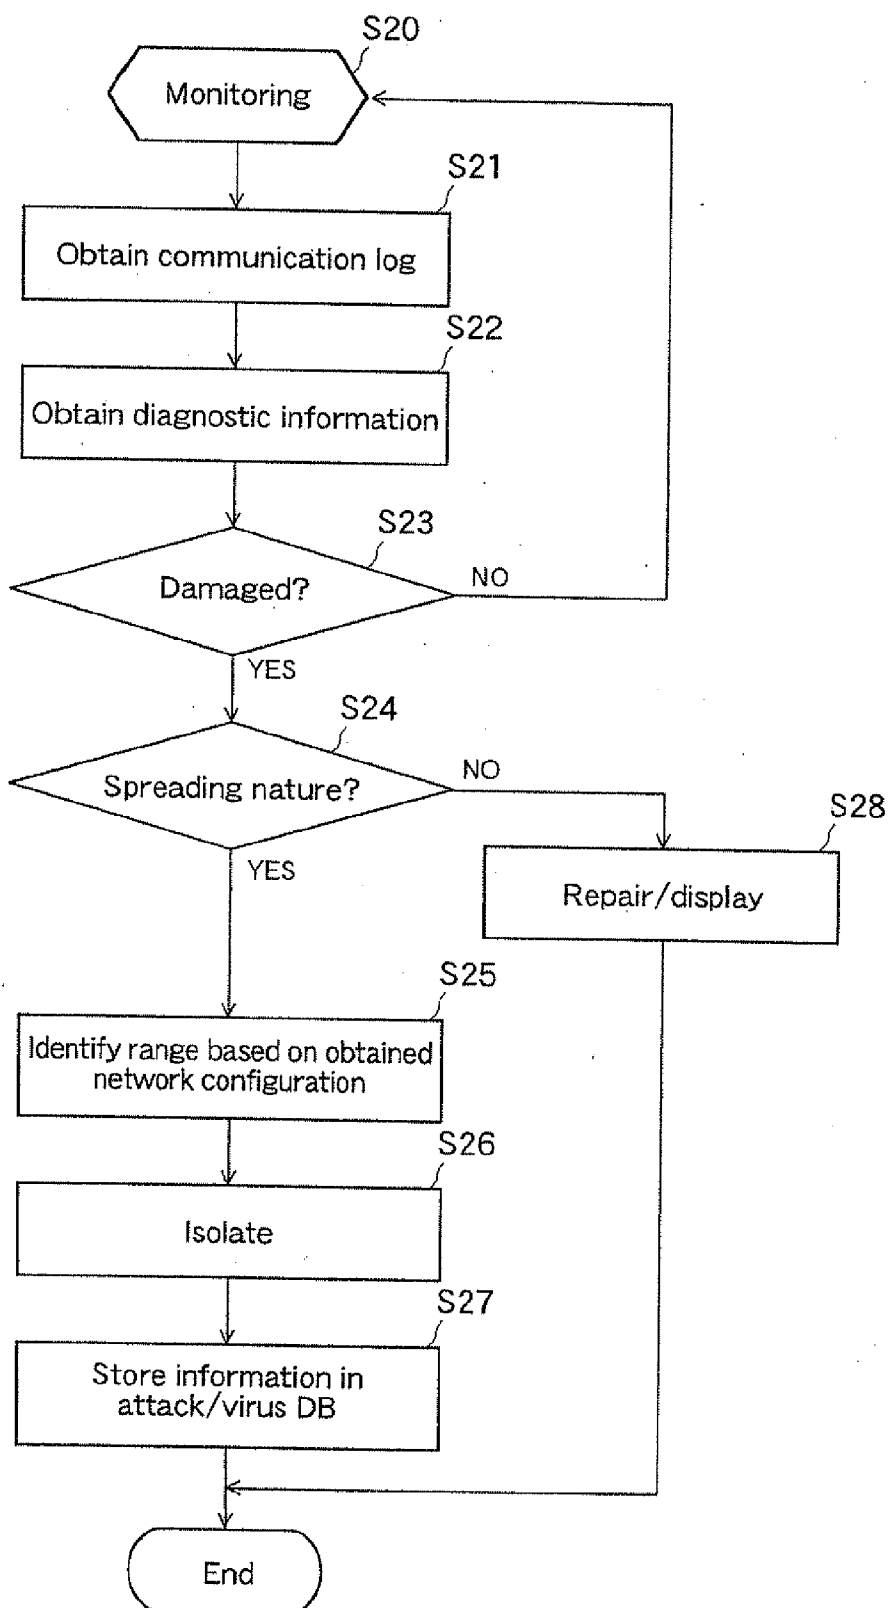 S20
Monitoring
S21
Obtain communication log
S22
Obtain diagnostic information
S23
Damaged?
NO
YES
S24
Spreading nature?
NO
YES
S28
Repair/display
S25
Identify range based on obtained
network configuration
S26
Isolate
S27
Store information in
attack/virus DB
End